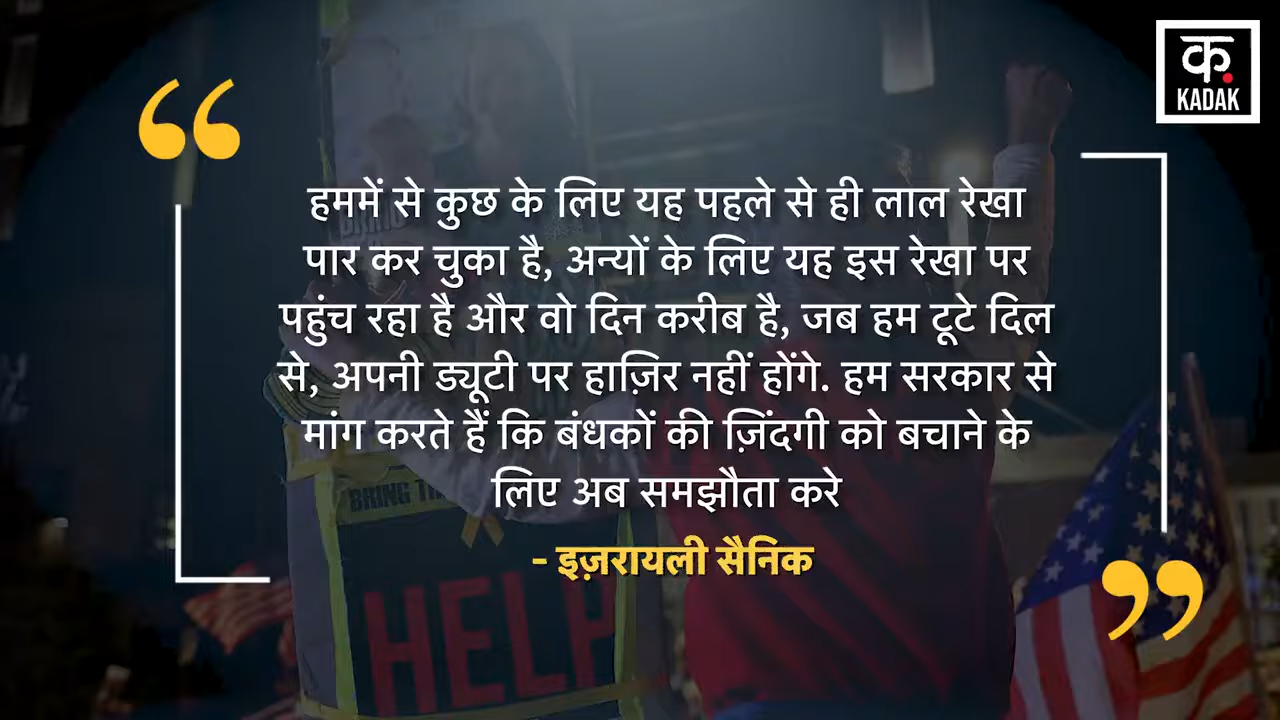 क
KADAK
हममें से कुछ के लिए यह पहले से ही लाल रेखा
पार कर चुका है, अन्यों के लिए यह इस रेखा पर
पहुंच रहा है और वो दिन करीब है, जब हम टूटे दिल
से, अपनी ड्यूटी पर हाज़िर नहीं होंगे. हम सरकार से
मांग करते हैं कि बंधकों की ज़िंदगी को बचाने के
लिए अब समझौता करे
- इज़रायली सैनिक
BRING
HELP